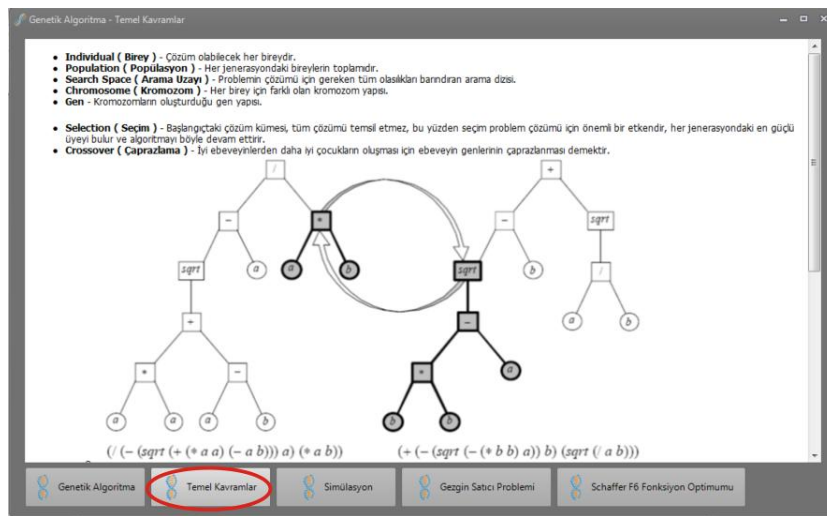 Genetik Algoritma - Temel Kavramlar
Individual ( Birey ) - Çözüm olabilecek her bireydir.
Population ( Popülasyon ) - Her jenerasyondaki bireylerin toplamıdır.
Search Space ( Arama Uzayı ) - Problemin çözümü için gereken tüm olasılıkları barındıran arama dizisi.
Chromosome ( Kromozom ) - Her birey için farklı olan kromozom yapısı.
Gen - Kromozomların oluşturduğu gen yapısı.
Selection ( Seçim ) - Başlangıçtaki çözüm kümesi, tüm çözümü temsil etmez, bu yüzden seçim problem çözümü için önemli bir etkendir, her jenerasyondaki en güçlü
üyeyi bulur ve algoritmayı böyle devam ettirir.
Crossover ( Çaprazlama ) - İyi ebeveyinlerden daha iyi çocukların oluşması için ebeveyin genlerinin çaprazlanması demektir.
/ +
- * - sqrt
sqrt a a b sqrt b /
+ - a b
* - * a
a a a b b b
(/ (- (sqrt (+ (* a a) (- a b))) a) (* a b)) (+ (- (sqrt (- (* b b) a)) b) (sqrt (/ a b)))
Genetik Algoritma Temel Kavramlar Simülasyon Gezgin Satıcı Problemi Schaffer F6 Fonksiyon Optimumu